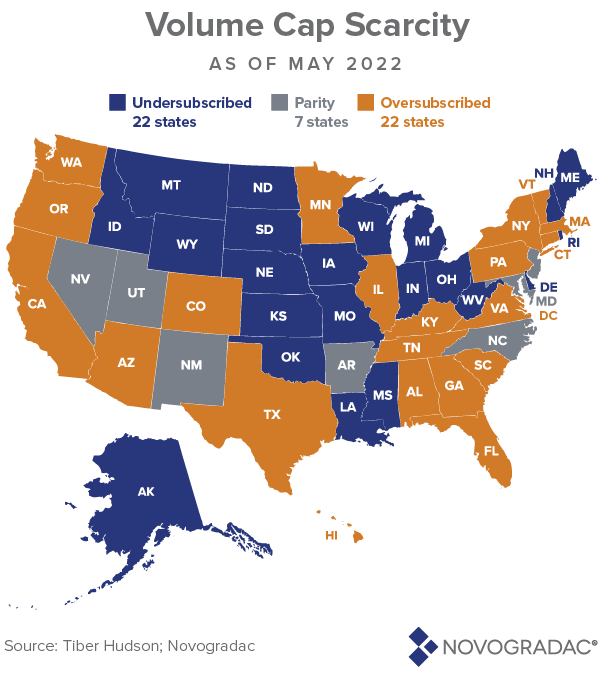 Volume Cap Scarcity
AS OF MAY 2022
Undersubscribed
22 states
Parity
7 states
Oversubscribed
22 states
WA
MT
ND
MN
OR
ID
WY
SD
WI
MI
NY
VT
NH
ME
MA
RI
CT
NV
UT
CO
NE
IA
IL
IN
OH
PA
WV
VA
DE
MD
DC
CA
AZ
NM
KS
MO
KY
TN
NC
OK
AR
SC
TX
LA
MS
AL
GA
FL
AK
HI
Source: Tiber Hudson; Novogradac
NOVOGRADAC®